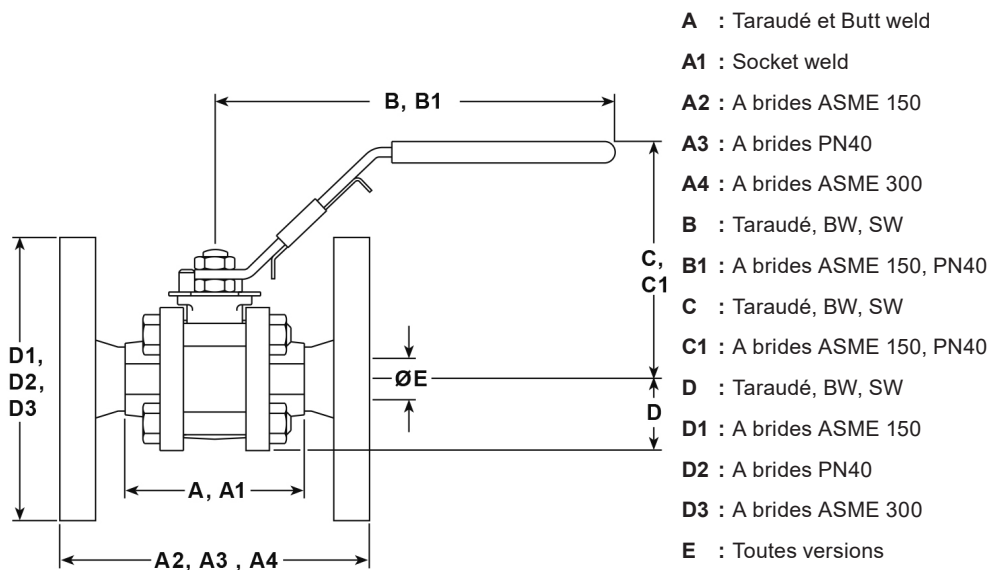 B, B1
C,
C1
D1,
D2,
D3
ØE
D
A, A1
A2, A3 , A4
A : Taraudé et Butt weld
A1 : Socket weld
A2 : A brides ASME 150
A3 : A brides PN40
A4 : A brides ASME 300
B : Taraudé, BW, SW
B1 : A brides ASME 150, PN40
C : Taraudé, BW, SW
C1 : A brides ASME 150, PN40
D : Taraudé, BW, SW
D1 : A brides ASME 150
D2 : A brides PN40
D3 : A brides ASME 300
E : Toutes versions